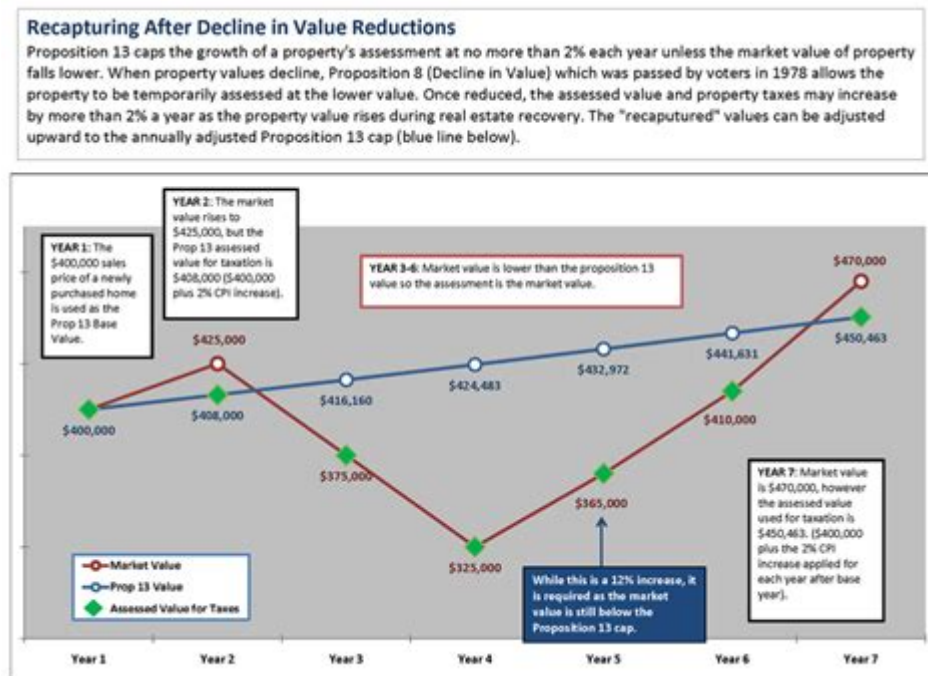 Recapturing After Decline in Value Reductions
Proposition 13 caps the growth of a property's assessment at no more than 2% each year unless the market value of property
falls lower. When property values decline, Proposition 8 (Decline in Value) which was passed by voters in 1978 allows the
property to be temporarily assessed at the lower value. Once reduced, the assessed value and property taxes may increase
by more than 2% a year as the property value rises during real estate recovery. The "recaputured" values can be adjusted
upward to the annually adjusted Proposition 13 cap (blue line below).
YEAR 1: The
$400,000 sales
price of a newly
purchased home
is used as the
Prop 13 Base
Value.
YEAR 2: The market
value rises to
$425,000, but the
Prop 13 assessed
value for taxation is
$408,000 ($400,000
plus 2% CPI increase).
YEAR 3-6: Market value is lower than the proposition 13
value so the assessment is the market value.
$470,000
$425,000
$450,463
$441,631
$432,972
$424,483
$416,160
$408,000
$400,000
$410,000
$375,000
$365,000
$325,000
YEAR 7: Market value
is $470,000, however
the assessed value
used for taxation is
$450,463. ($400,000
plus the 2% CPI
increase applied for
each year after base
year).
While this is a 12% increase, it
is required as the market
value is still below the
Proposition 13 cap.
Market Value
Prop 13 Value
Assessed Value for Taxes
Year 1
Year 2
Year 3
Year 4
Year 5
Year 6
Year 7